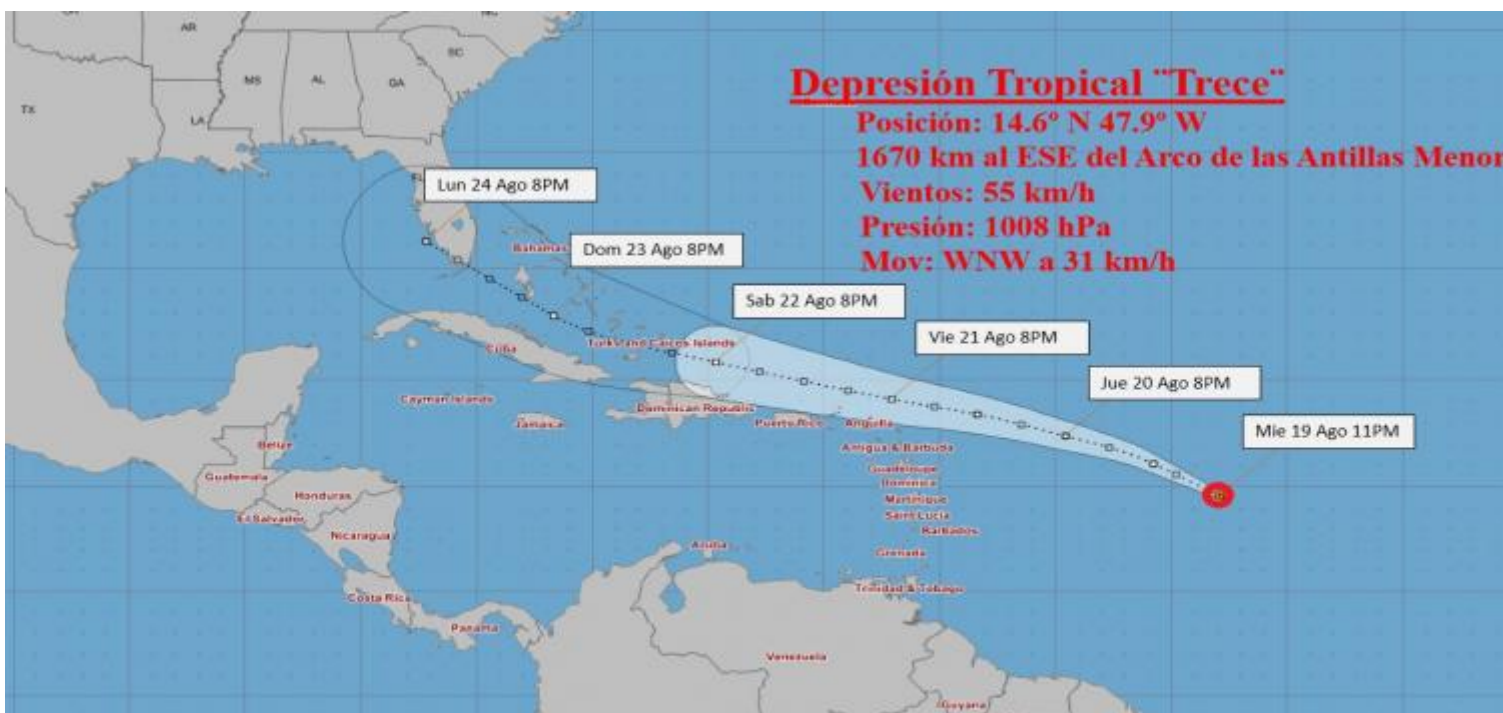 NC
AR
SC
MS
AL
GA
TX
LA
Depresión Tropical ¨Trece¨
Posición: 14.6º N 47.9º W
1670 km al ESE del Arco de las Antillas Menor
Vientos: 55 km/h
Presión: 1008 hPa
Mov: WNW a 31 km/h
Lun 24 Ago 8PM
Bahamas
Dom 23 Ago 8PM
Sab 22 Ago 8PM
Vie 21 Ago 8PM
Jue 20 Ago 8PM
Mie 19 Ago 11PM
Turks and Caicos Islands
Cuba
Cayman Islands
Jamaica
Dominican Republic
Puerto Rico
Anguilla
Antigua & Barbuda
Guadeloupe
Dominica
Martinique
Saint Lucia
Barbados
Grenada
Trinidad & Tobago
Aruba
Belize
Guatemala
Honduras
El Salvador
Nicaragua
Costa Rica
Panama
Venezuela
Guyana